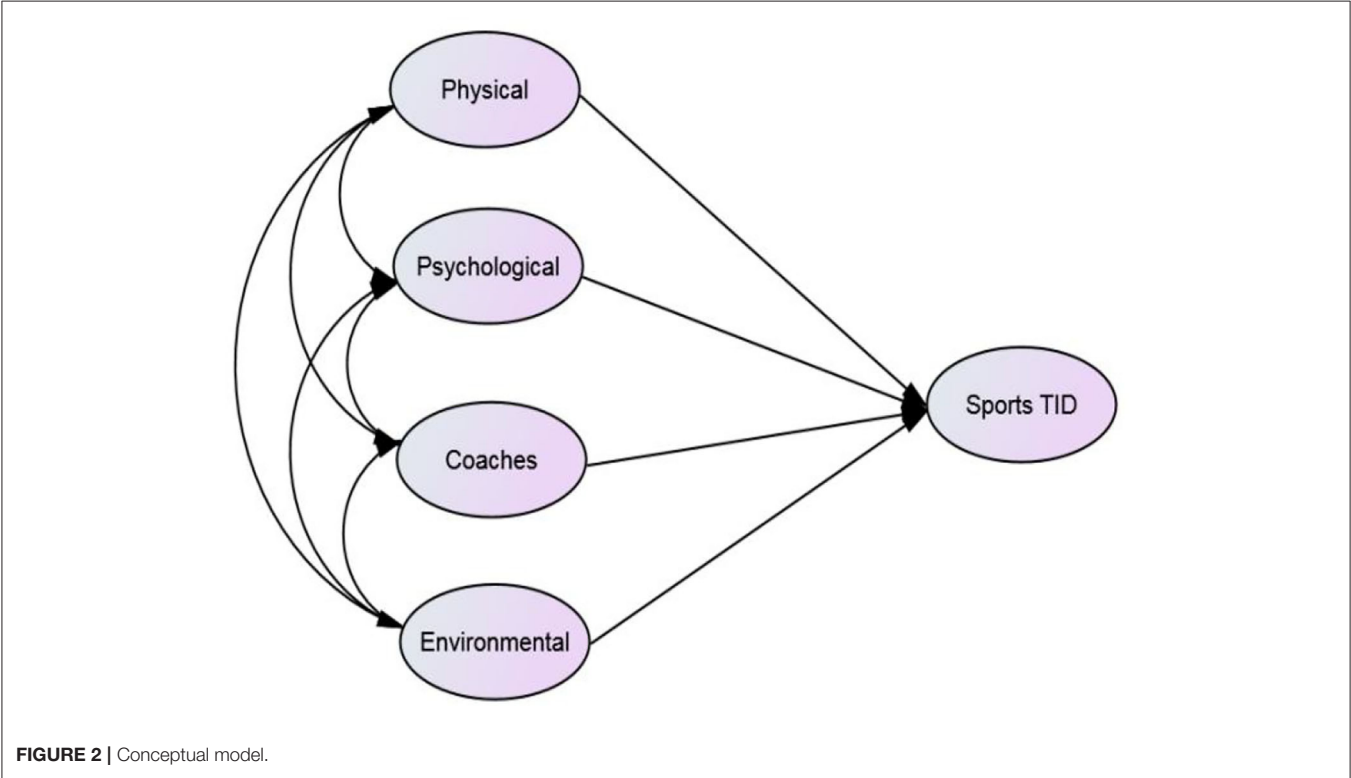 Physical
Psychological
Sports TID
Coaches
Environmental
FIGURE 2 | Conceptual model.